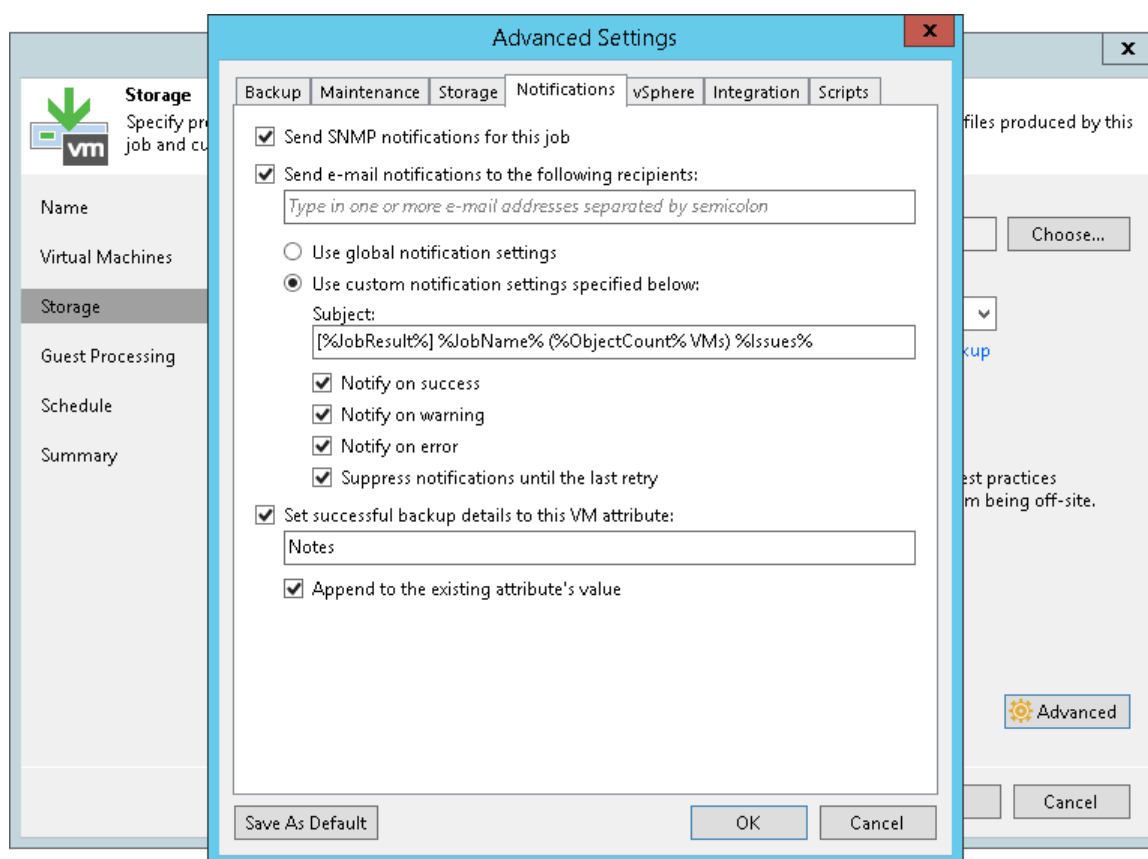 Advanced Settings
x
x
Storage
Specify pr
job and cu
files produced by this
vm
Backup
Maintenance
Storage
Notifications
vSphere
Integration
Scripts
Send SNMP notifications for this job
Send e-mail notifications to the following recipients:
Type in one or more e-mail addresses separated by semicolon
Use global notification settings
Use custom notification settings specified below:
Subject:
[%JobResult%] %JobName% (%ObjectCount% VMs) %Issues%
Notify on success
Notify on warning
Notify on error
Suppress notifications until the last retry
Set successful backup details to this VM attribute:
Notes
Append to the existing attribute's value
Name
Virtual Machines
Storage
Guest Processing
Schedule
Summary
Choose...
kup
est practices
m being off-site.
Advanced
Save As Default
OK
Cancel
Cancel